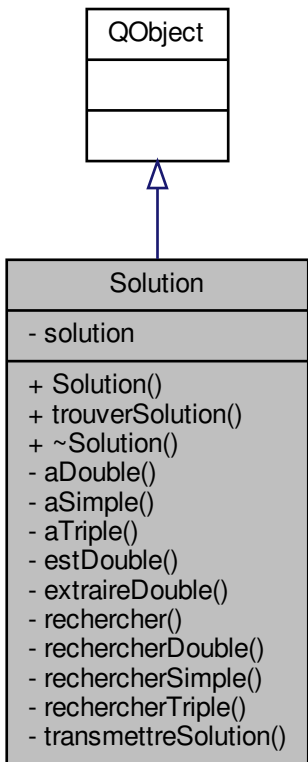 QObject
Solution
- solution
+ Solution()
+ trouverSolution()
+ ~Solution()
- aDouble()
- aSimple()
- aTriple()
- estDouble()
- extraireDouble()
- rechercher()
- rechercherDouble()
- rechercherSimple()
- rechercherTriple()
- transmettreSolution()